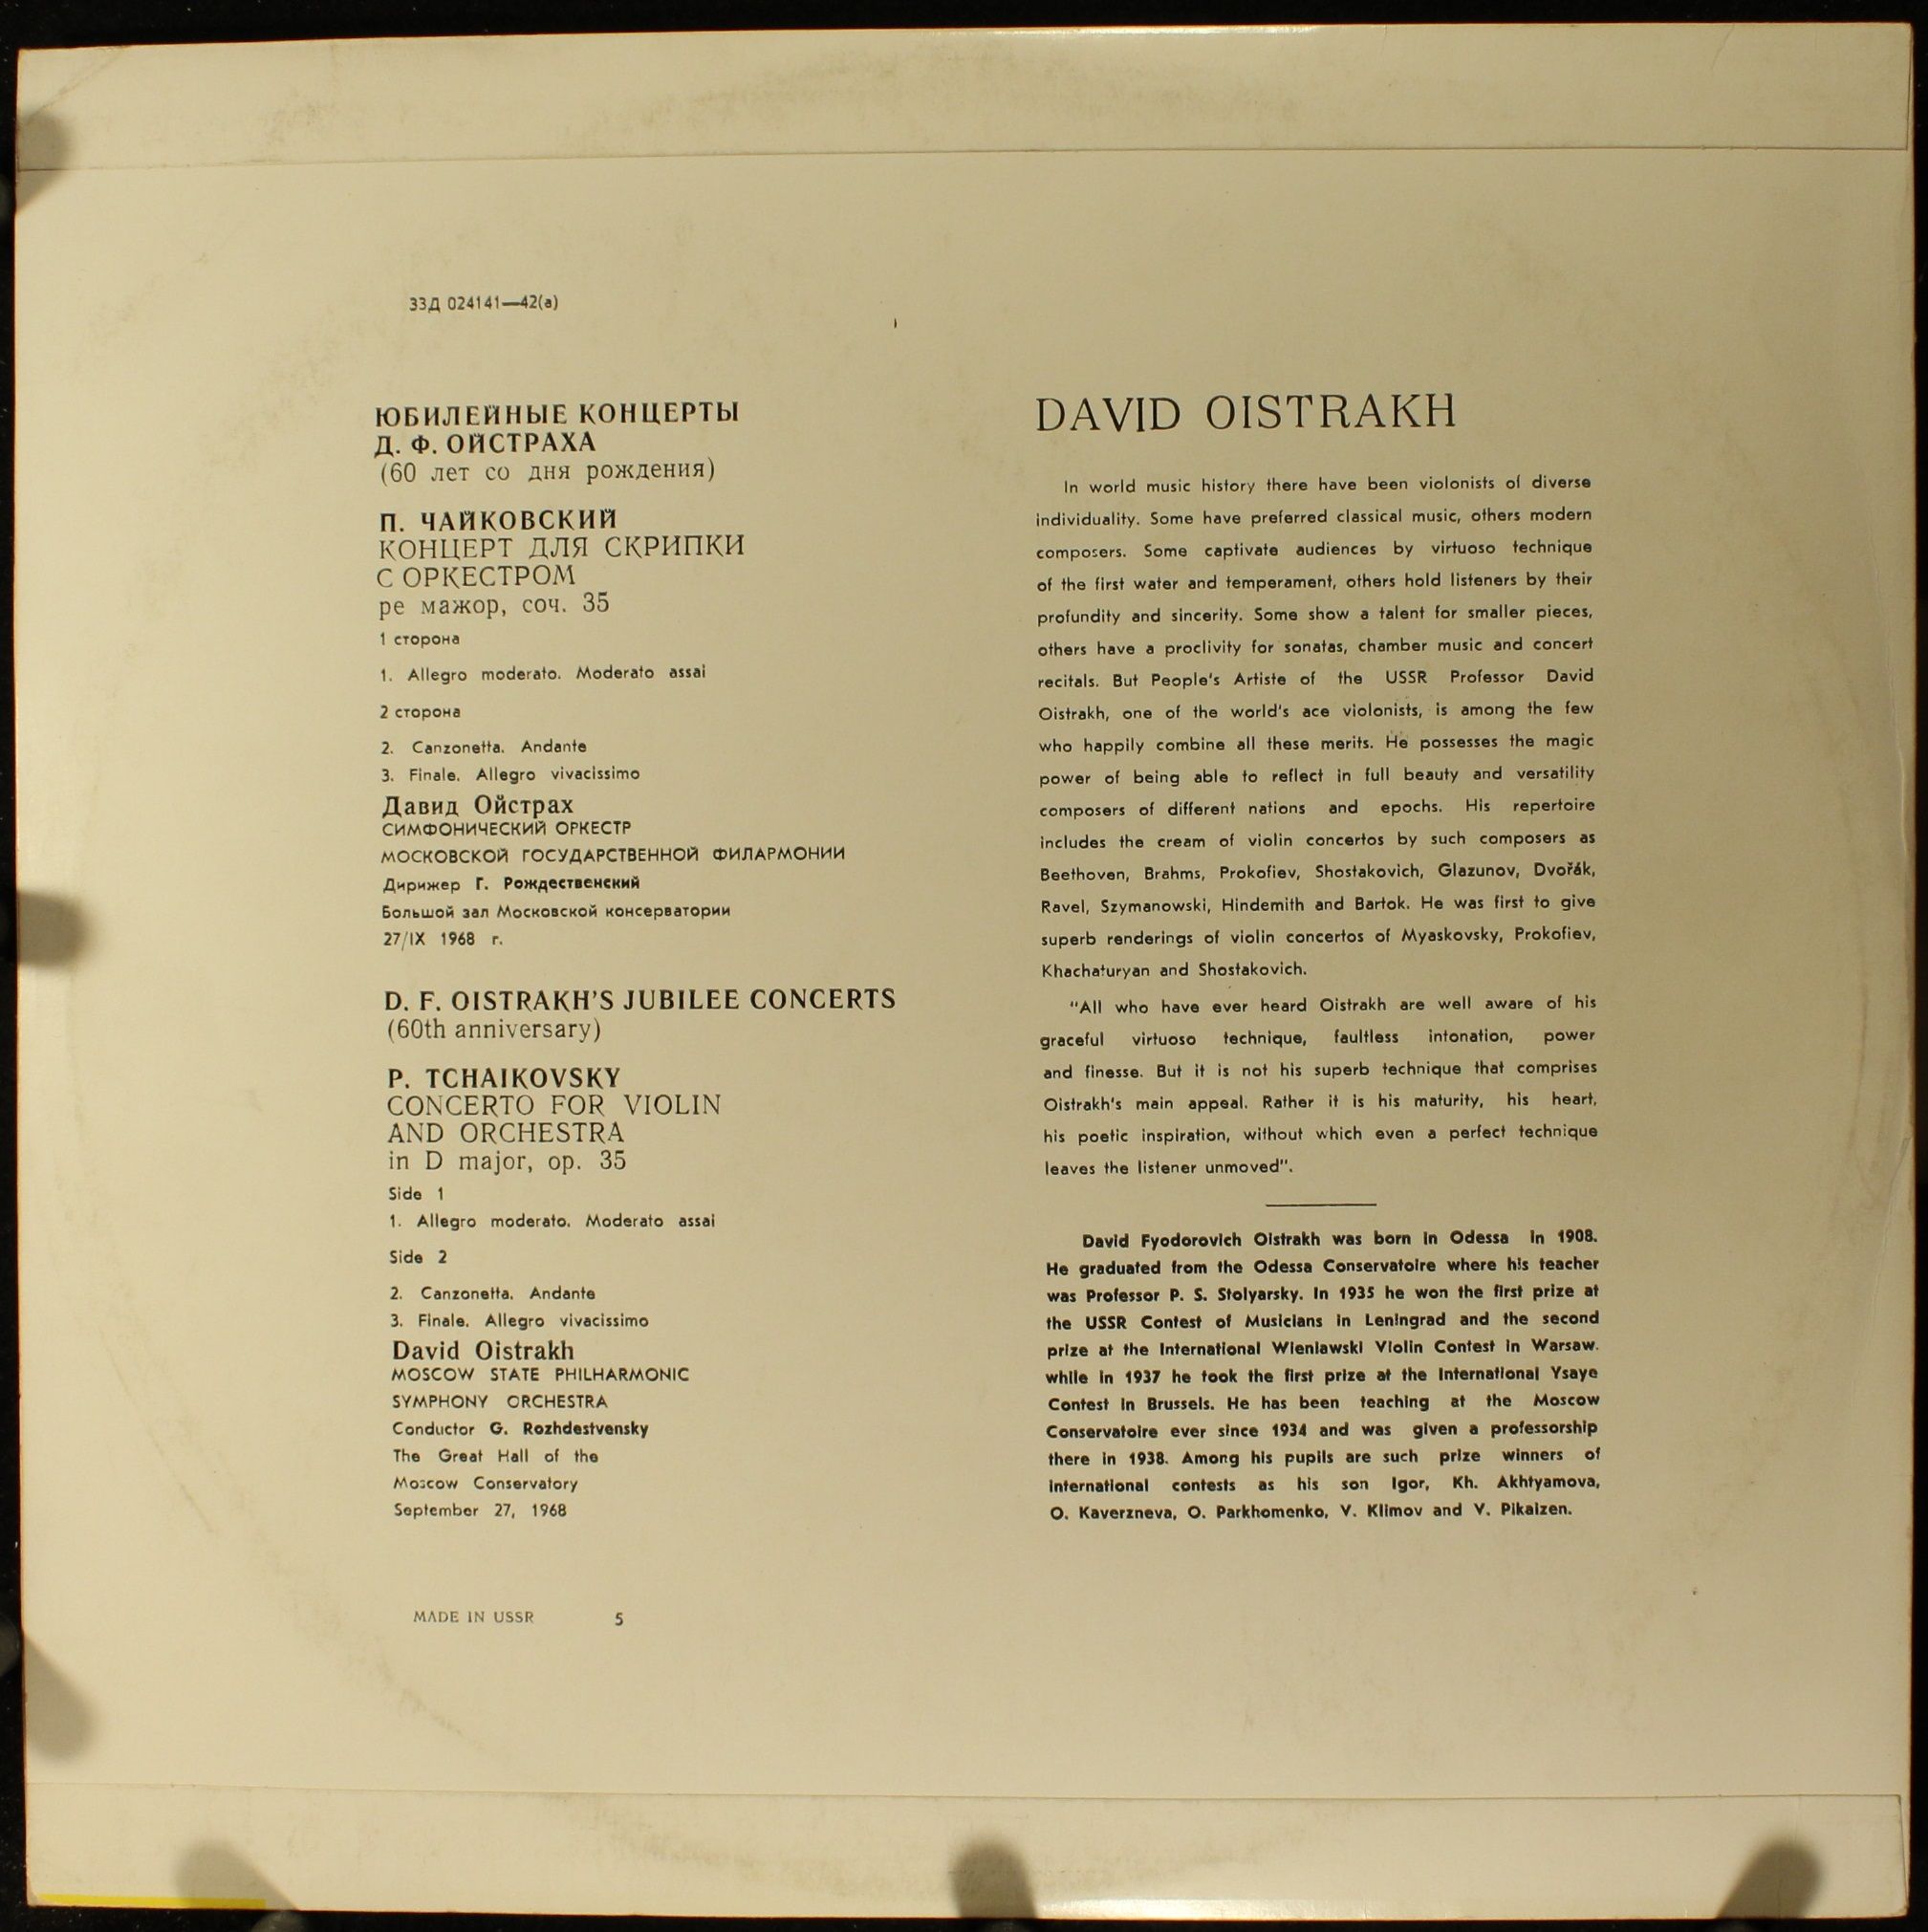 33Д 024141—42(а)
ЮБИЛЕЙНЫЕ КОНЦЕРТЫ
Д. Ф. ОЙСТРАХА
(60 лет со дня рождения)
П. ЧАЙКОВСКИЙ
КОНЦЕРТ ДЛЯ СКРИПКИ
С ОРКЕСТРОМ
ре мажор, соч. 35
1 сторона
1. Allegro moderato. Moderato assai
2 сторона
2. Canzonetta. Andante
3. Finale. Allegro vivacissimo
Давид Ойстрах
СИМФОНИЧЕСКИЙ ОРКЕСТР
МОСКОВСКОЙ ГОСУДАРСТВЕННОЙ ФИЛАРМОНИИ
Дирижер Г. Рождественский
Большой зал Московской консерватории
27/IX 1968 г.
D. F. OISTRAKH'S JUBILEE CONCERTS
(60th anniversary)
P. TCHAIKOVSKY
CONCERTO FOR VIOLIN
AND ORCHESTRA
in D major, op. 35
Side 1
1. Allegro moderato. Moderato assai
Side 2
2. Canzonetta. Andante
3. Finale. Allegro vivacissimo
David Oistrakh
MOSCOW STATE PHILHARMONIC
SYMPHONY ORCHESTRA
Conductor G. Rozhdestvensky
The Great Hall of the
Moscow Conservatory
September 27, 1968
MADE IN USSR 5
DAVID OISTRAKH
In world music history there have been violonists of diverse
individuality. Some have preferred classical music, others modern
composers. Some captivate audiences by virtuoso technique
of the first water and temperament, others hold listeners by their
profundity and sincerity. Some show a talent for smaller pieces,
others have a proclivity for sonatas, chamber music and concert
recitals. But People's Artiste of the USSR Professor David
Oistrakh, one of the world's ace violonists, is among the few
who happily combine all these merits. He possesses the magic
power of being able to reflect in full beauty and versatility
composers of different nations and epochs. His repertoire
includes the cream of violin concertos by such composers as
Beethoven, Brahms, Prokofiev, Shostakovich, Glazunov, Dvořák,
Ravel, Szymanowski, Hindemith and Bartok. He was first to give
superb renderings of violin concertos of Myaskovsky, Prokofiev,
Khachaturyan and Shostakovich.
"All who have ever heard Oistrakh are well aware of his
graceful virtuoso technique, faultless intonation, power
and finesse. But it is not his superb technique that comprises
Oistrakh's main appeal. Rather it is his maturity, his heart,
his poetic inspiration, without which even a perfect technique
leaves the listener unmoved".
David Fyodorovich Oistrakh was born in Odessa in 1908.
He graduated from the Odessa Conservatoire where his teacher
was Professor P. S. Stolyarsky. In 1935 he won the first prize at
the USSR Contest of Musicians in Leningrad and the second
prize at the International Wieniawski Violin Contest in Warsaw.
while in 1937 he took the first prize at the International Ysaye
Contest in Brussels. He has been teaching at the Moscow
Conservatoire ever since 1934 and was given a professorship
there in 1938. Among his pupils are such prize winners of
international contests as his son Igor, Kh. Akhtyamova,
O. Kaverzneva, O. Parkhomenko, V. Klimov and V. Pikaizen.